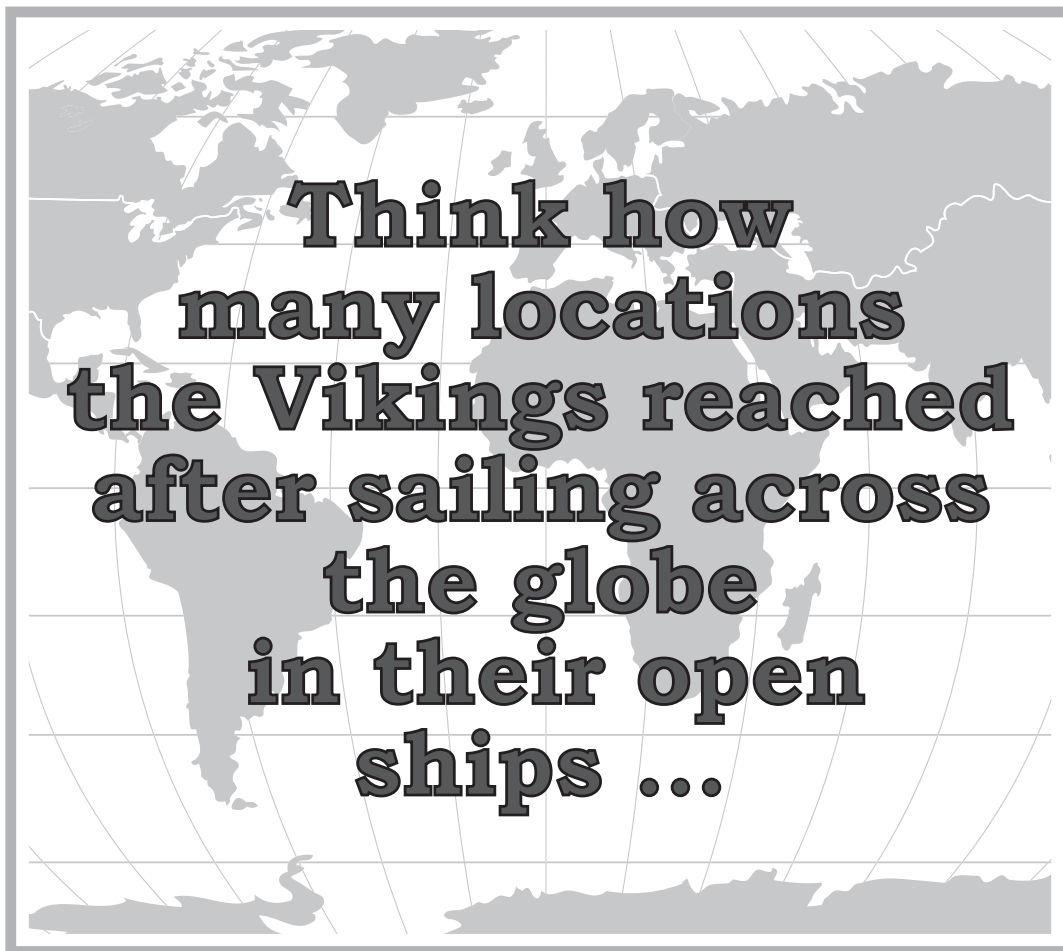 Think how
many locations
the Vikings reached
after sailing across
the globe
in their open
ships ...